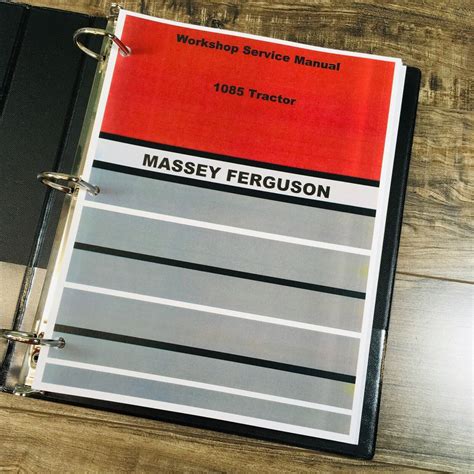 Workshop Service Manual
1085 Tractor
MASSEY FERGUSON